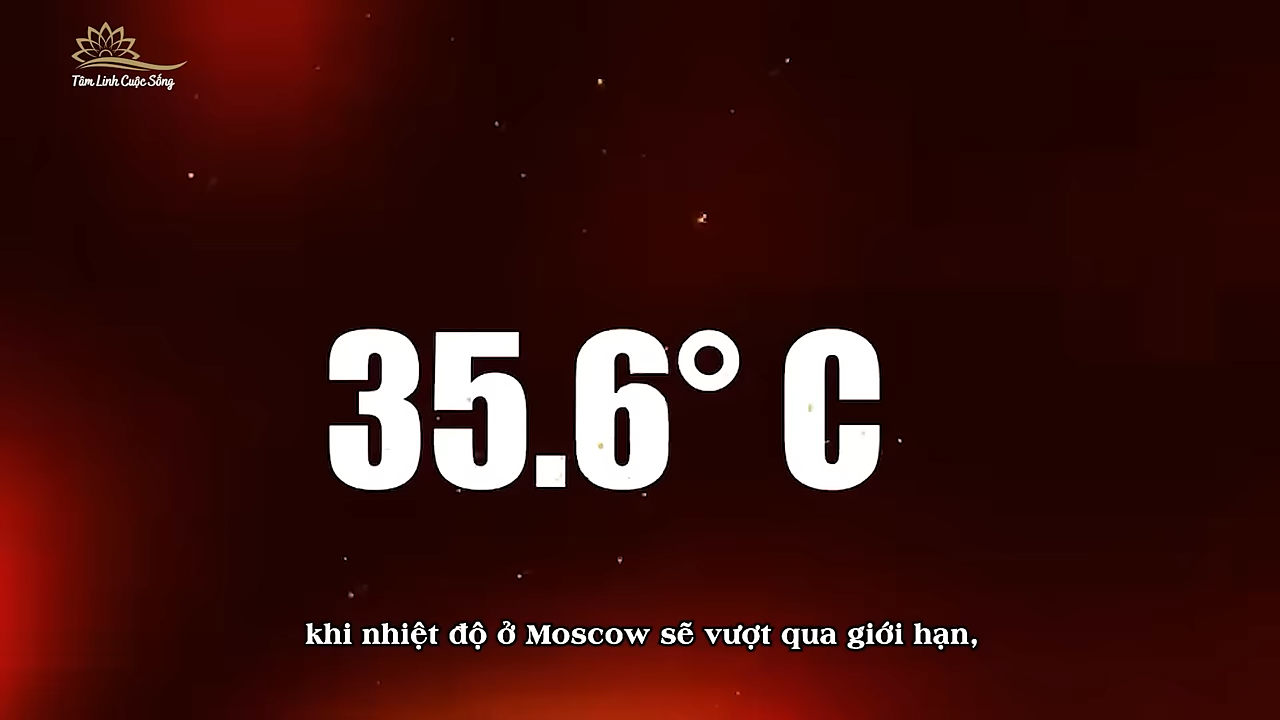 Tâm Linh Cuộc Sống
35.6° C
khi nhiệt độ ở Moscow sẽ vượt qua giới hạn,